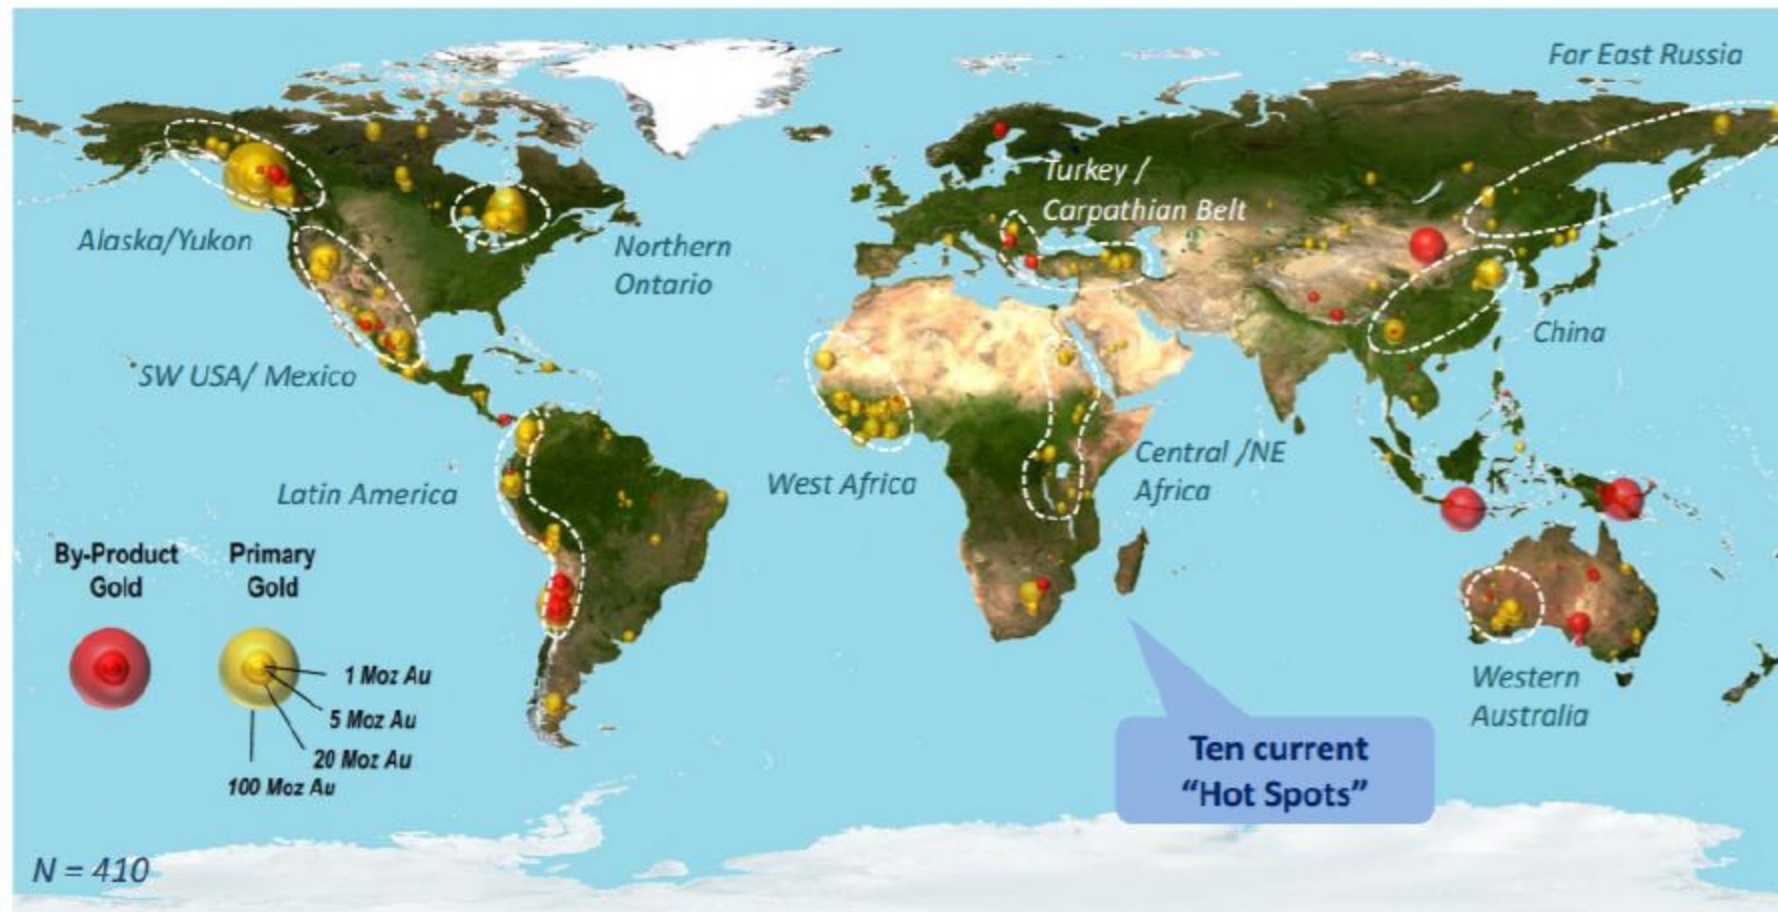 Far East Russia
Turkey /
Carpathian Belt
Alaska/Yukon
Northern
Ontario
China
SW USA/ Mexico
Central /NE
Africa
West Africa
Latin America
By-Product
Gold
Primary
Gold
1 Moz Au
5 Moz Au
20 Moz Au
100 Moz Au
Western
Australia
Ten current
“Hot Spots”
N = 410